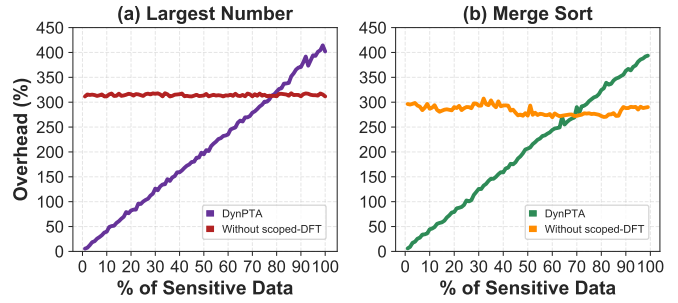 (a) Largest Number
(b) Merge Sort
Overhead (%)
450
400
350
300
250
200
150
100
50
0
DynPTA
Without scoped-DFT
0 10 20 30 40 50 60 70 80 90 100
% of Sensitive Data
450
400
350
300
250
200
150
100
50
0
DynPTA
Without scoped-DFT
0 10 20 30 40 50 60 70 80 90 100
% of Sensitive Data